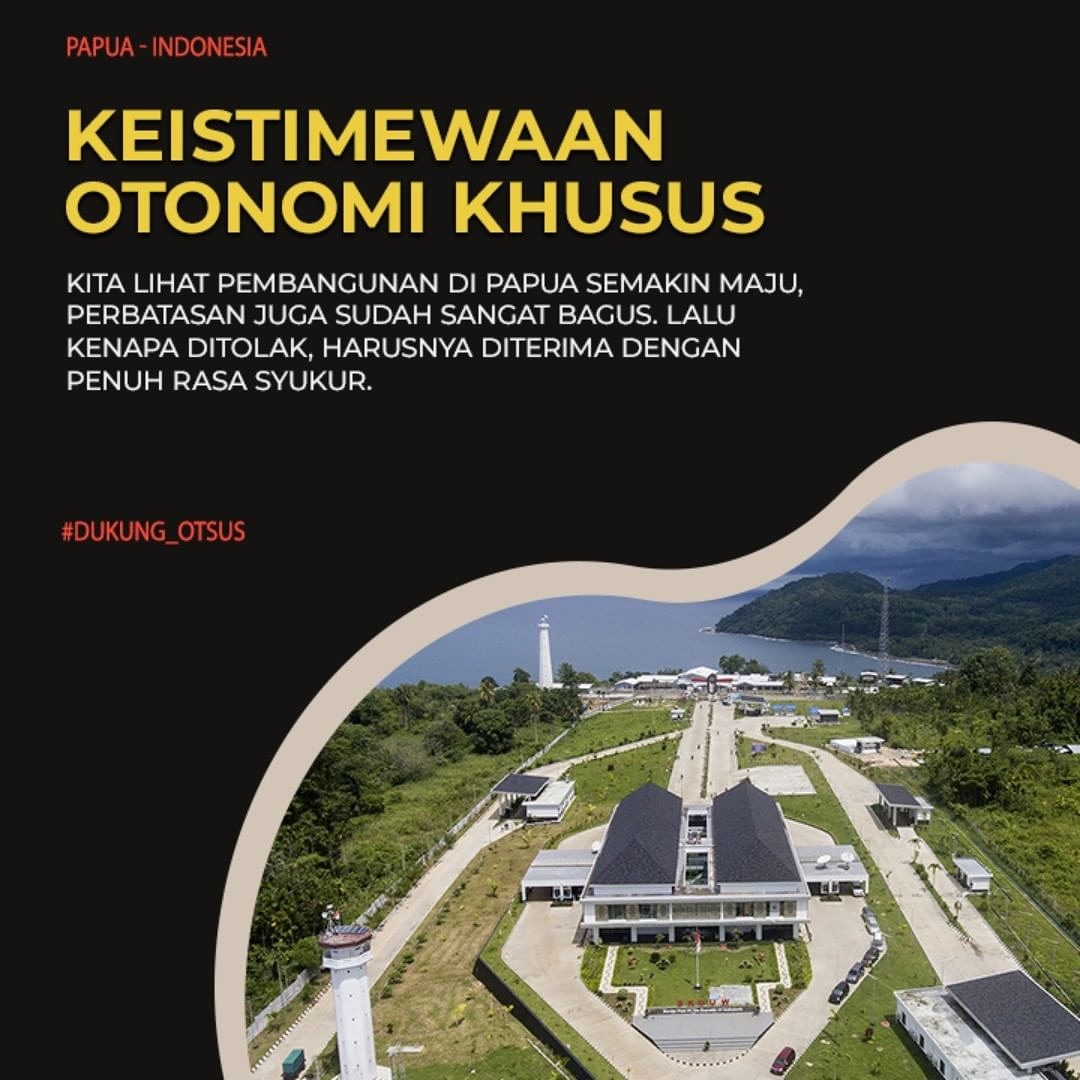 PAPUA - INDONESIA
KEISTIMEWAAN
OTONOMI KHUSUS
KITA LIHAT PEMBANGUNAN DI PAPUA SEMAKIN MAJU,
PERBATASAN JUGA SUDAH SANGAT BAGUS. LALU
KENAPA DITOLAK, HARUSNYA DITERIMA DENGAN
PENUH RASA SYUKUR.
#DUKUNG_OTSUS
SKOUW